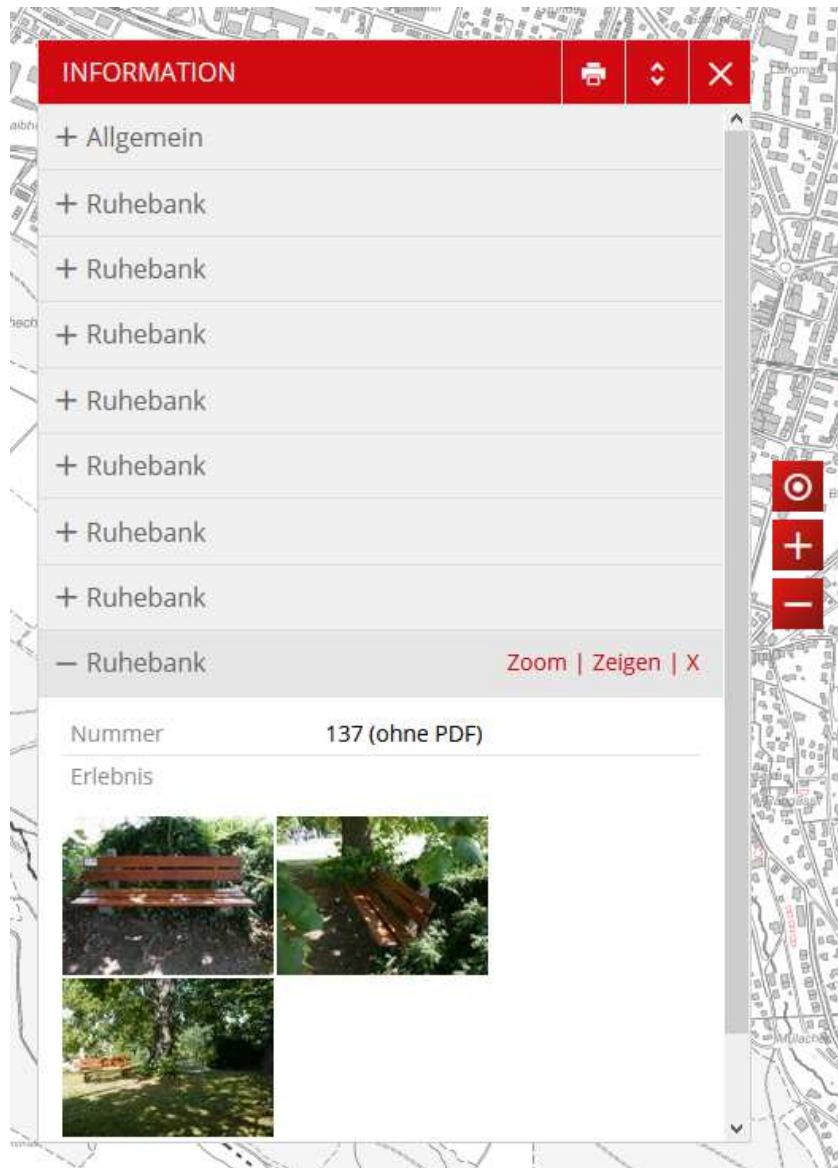 INFORMATION
+ Allgemein
+ Ruhebank
+ Ruhebank
+ Ruhebank
+ Ruhebank
+ Ruhebank
+ Ruhebank
+ Ruhebank
– Ruhebank Zoom | Zeigen | X
Nummer 137 (ohne PDF)
Erlebnis